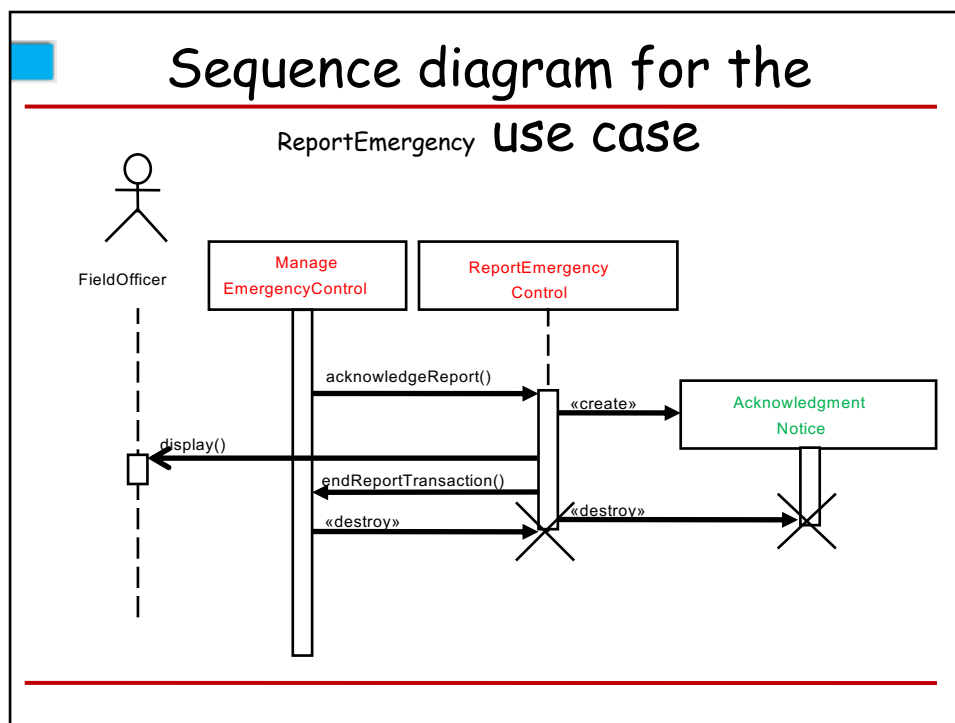 Sequence diagram for the
ReportEmergency use case
FieldOfficer
Manage
EmergencyControl
ReportEmergency
Control
acknowledgeReport()
«create»
Acknowledgment
Notice
display()
endReportTransaction()
«destroy»
«destroy»